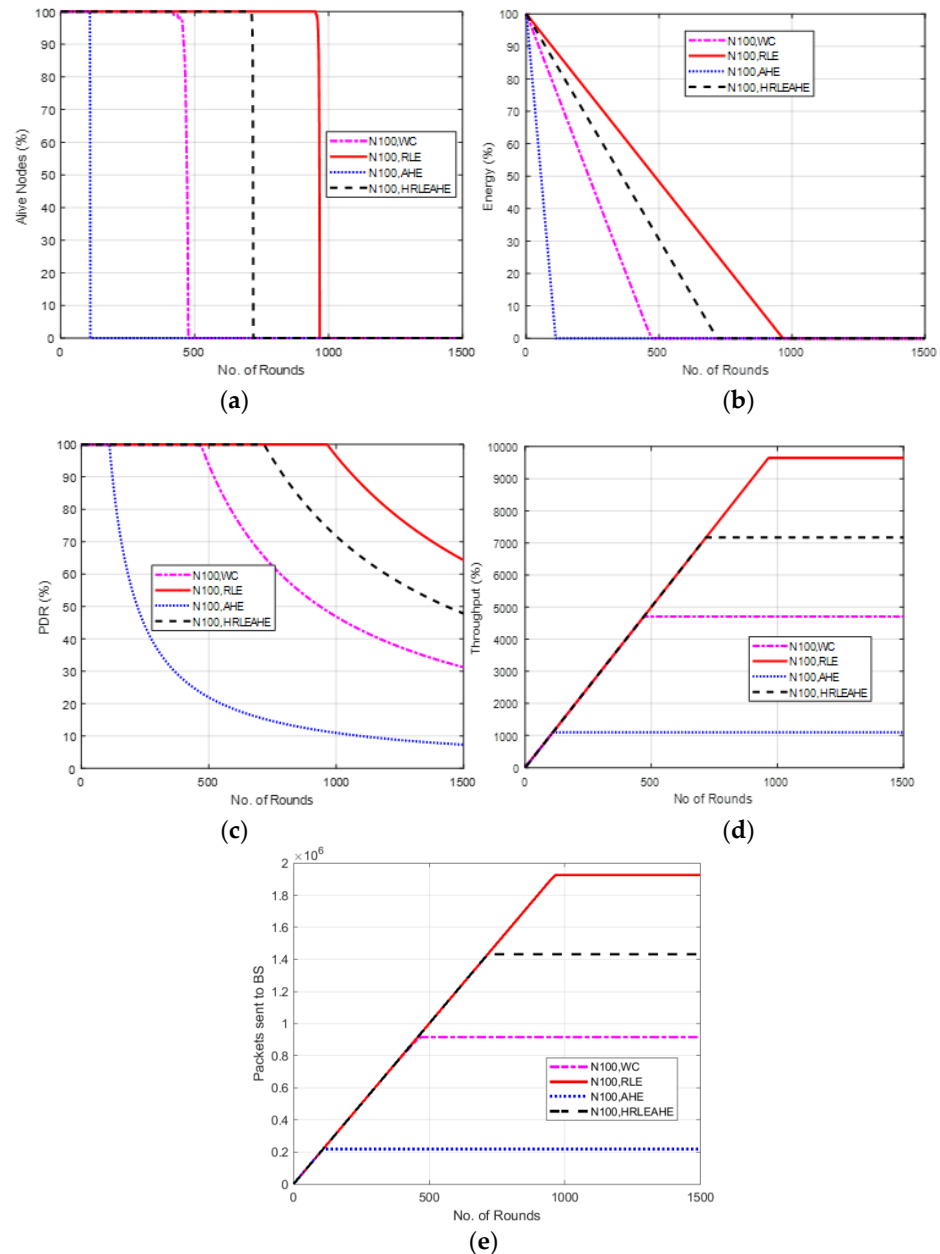 100
90
80
70
60
50
40
30
20
10
0
Alive Nodes (%)
N100,WC
N100,RLE
N100,AHE
N100, HRLEAHE
0
500
1000
1500
No. of Rounds
(a)
100
90
80
70
60
50
40
30
20
10
0
Energy (%)
N100,WC
N100,RLE
N100,AHE
N100, HRLEAHE
0
500
1000
1500
No. of Rounds
(b)
100
90
80
70
60
50
40
30
20
10
0
PDR (%)
N100,WC
N100,RLE
N100,AHE
N100,HRLEAHE
0
500
1000
1500
No. of Rounds
(c)
10000
9000
8000
7000
6000
5000
4000
3000
2000
1000
0
Throughput (%)
N100,WC
N100,RLE
N100,AHE
N100,HRLEAHE
0
500
1000
1500
No of Rounds
(d)
×10⁶
2
1.8
1.6
1.4
1.2
1
0.8
0.6
0.4
0.2
0
Packets sent to BS
N100,WC
N100,RLE
N100,AHE
N100,HRLEAHE
0
500
1000
1500
No. of Rounds
(e)